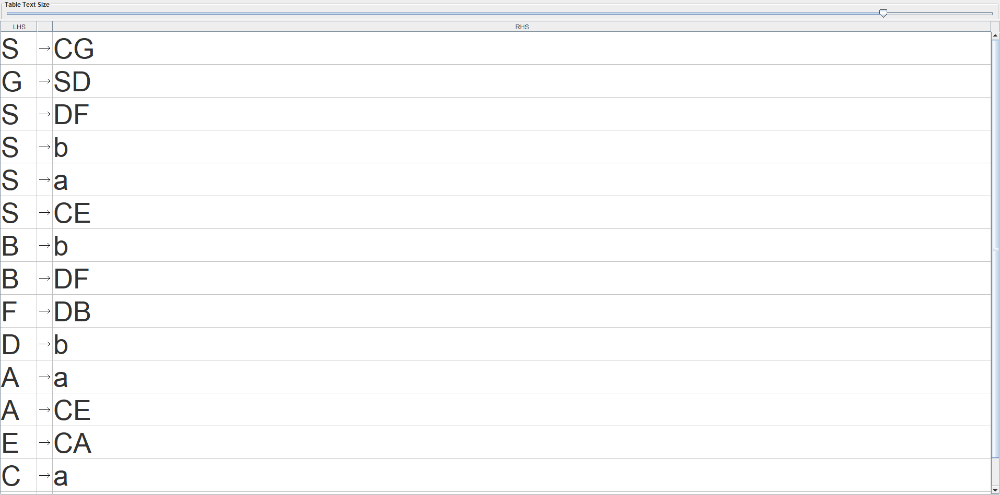 Table Text Size
LHS RHS
S → CG
G → SD
S → DF
S → b
S → a
S → CE
B → b
B → DF
F → DB
D → b
A → a
A → CE
E → CA
C → a